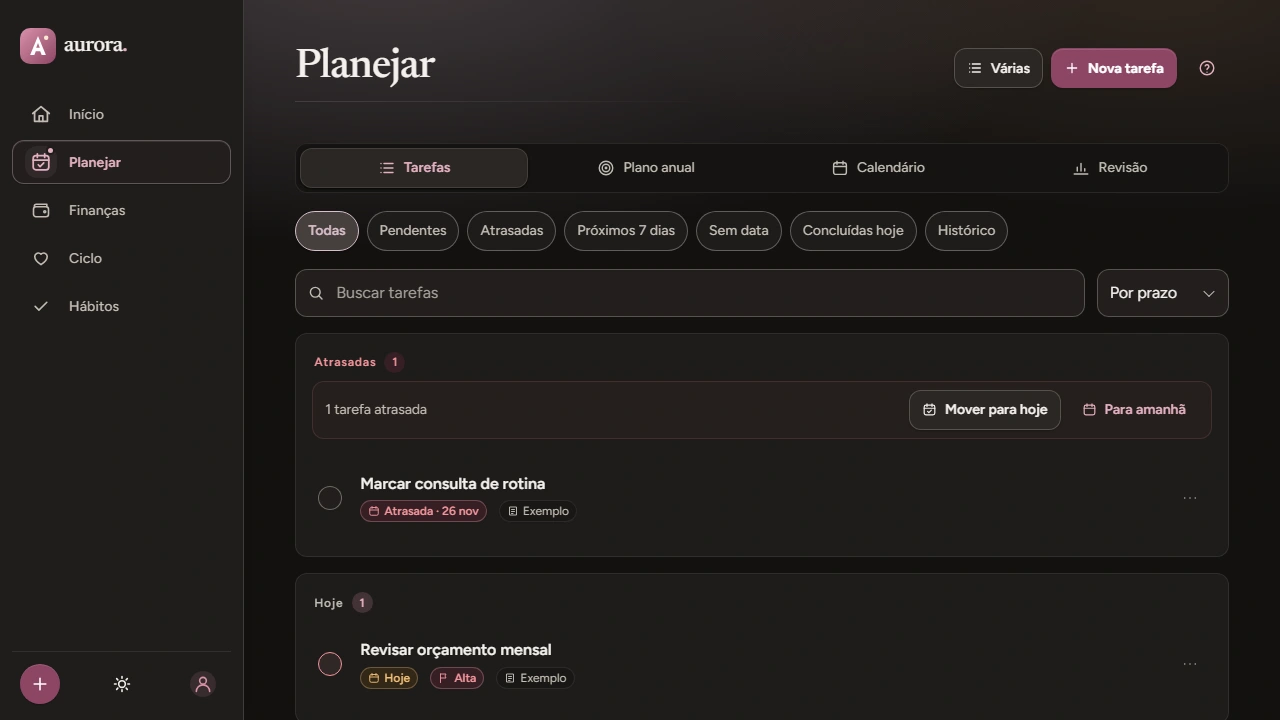 aurora.
Início
Planejar
Finanças
Ciclo
Hábitos
Planejar
Várias
Nova tarefa
Tarefas
Plano anual
Calendário
Revisão
Todas
Pendentes
Atrasadas
Próximos 7 dias
Sem data
Concluídas hoje
Histórico
Buscar tarefas
Por prazo
Atrasadas 1
1 tarefa atrasada
Mover para hoje
Para amanhã
Marcar consulta de rotina
Atrasada · 26 nov
Exemplo
Hoje 1
Revisar orçamento mensal
Hoje
Alta
Exemplo